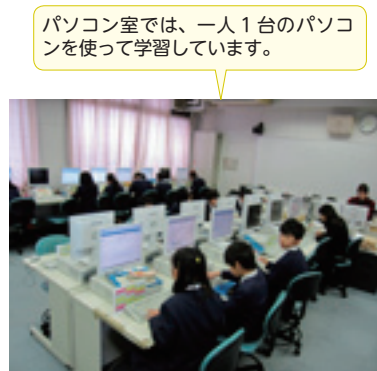 パソコン室では、一人1台のパソコ
ンを使って学習しています。